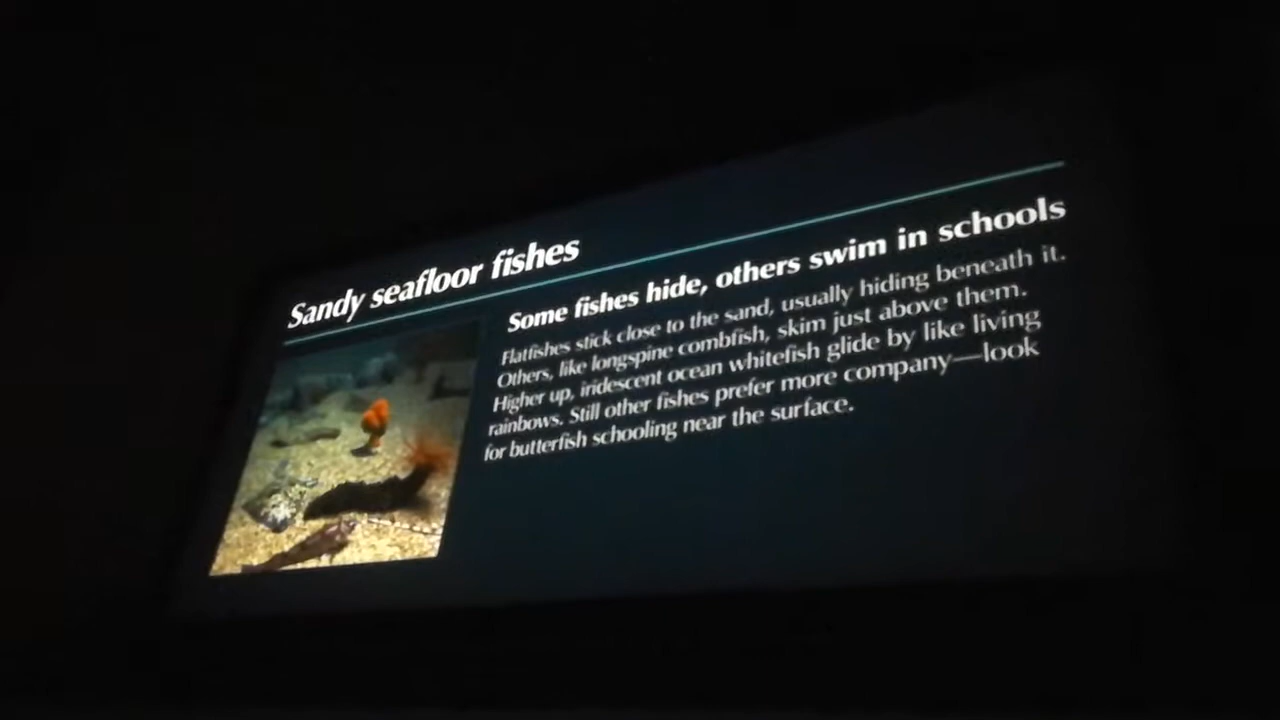 Sandy seafloor fishes
Some fishes hide, others swim in schools
Flatfishes stick close to the sand, usually hiding beneath it.
Others, like longspine combfish, skim just above them.
Higher up, iridescent ocean whitefish glide by like living
rainbows. Still other fishes prefer more company—look
for butterfish schooling near the surface.